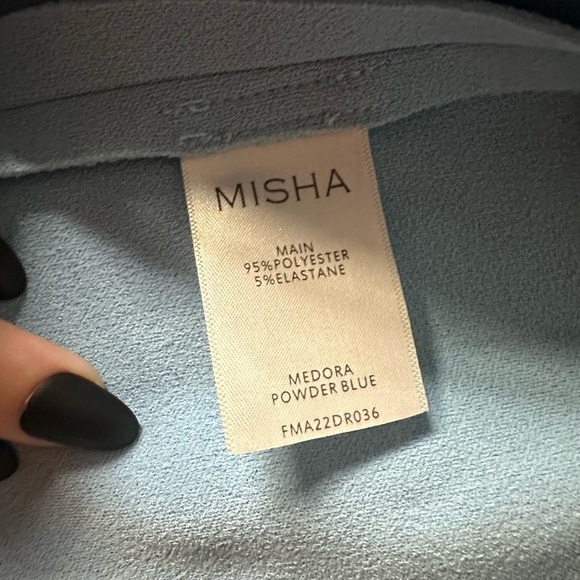 MISHA
MAIN
95%POLYESTER
5%ELASTANE
MEDORA
POWDER BLUE
FMA22DR036